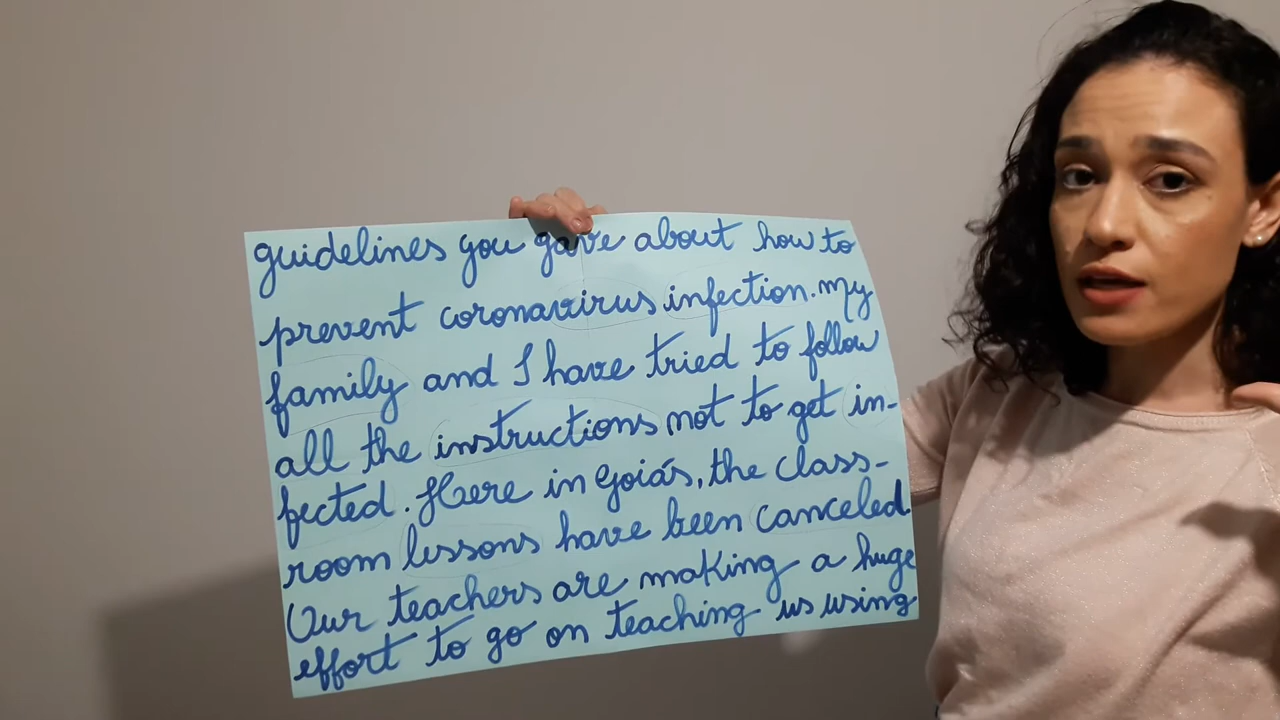 guidelines you gave about how to
prevent coronavirus infection. My
family and I have tried to follow
all the instructions not to get in-
fected. Here in Goiás, the class-
room lessons have been canceled.
Our teachers are making a huge
effort to go on teaching us using